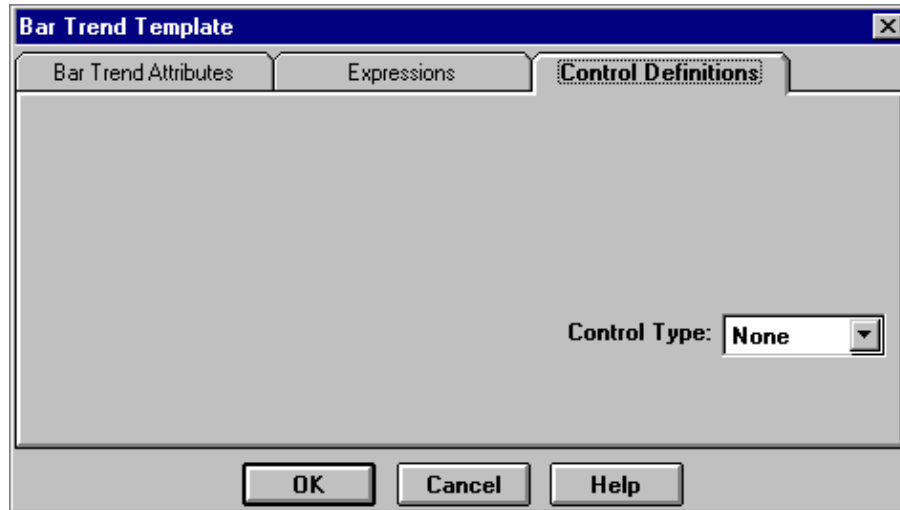 Bar Trend Template
Bar Trend Attributes Expressions Control Definitions
Control Type: None
OK Cancel Help